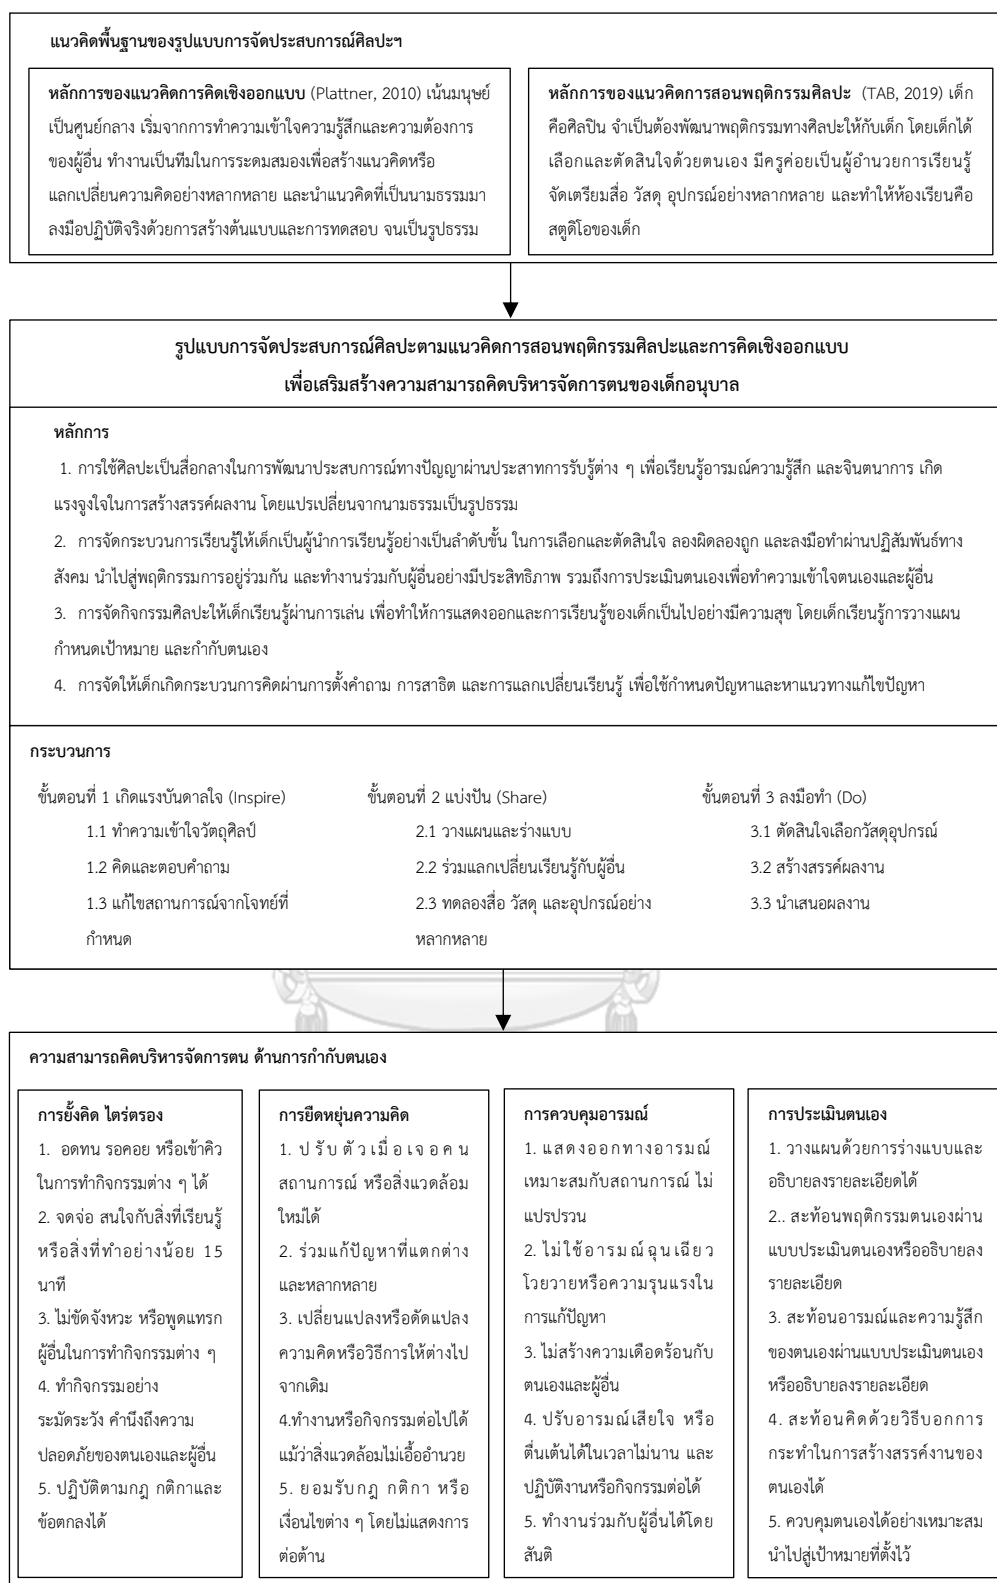 แนวคิดพื้นฐานของรูปแบบการจัดประสบการณ์ศิลปะฯ
หลักการของแนวคิดการคิดเชิงออกแบบ (Plattner, 2010) เน้นมนุษย์
เป็นศูนย์กลาง เริ่มจากการทำความเข้าใจความรู้สึกและความต้องการ
ของผู้อื่น ทำงานเป็นทีมในการระดมสมองเพื่อสร้างแนวคิดหรือ
แลกเปลี่ยนความคิดอย่างหลากหลาย และนำแนวคิดที่เป็นนามธรรมมา
ลงมือปฏิบัติจริงด้วยการสร้างต้นแบบและการทดสอบ จนเป็นรูปธรรม
หลักการของแนวคิดการสอนพฤติกรรมศิลปะ (TAB, 2019) เด็ก
คือศิลปิน จำเป็นต้องพัฒนาพฤติกรรมทางศิลปะให้กับเด็ก โดยเด็กได้
เลือกและตัดสินใจด้วยตนเอง มีครูค่อยเป็นผู้อำนวยการเรียนรู้
จัดเตรียมสื่อ วัสดุ อุปกรณ์อย่างหลากหลาย และทำให้ห้องเรียนคือ
สตูดิโอของเด็ก
รูปแบบการจัดประสบการณ์ศิลปะตามแนวคิดการสอนพฤติกรรมศิลปะและการคิดเชิงออกแบบ
เพื่อเสริมสร้างความสามารถคิดบริหารจัดการตนของเด็กอนุบาล
หลักการ
1. การใช้ศิลปะเป็นสื่อกลางในการพัฒนาประสบการณ์ทางปัญญาผ่านประสาทการรับรู้ต่าง ๆ เพื่อเรียนรู้อารมณ์ความรู้สึก และจินตนาการ เกิด
แรงจูงใจในการสร้างสรรค์ผลงาน โดยแปรเปลี่ยนจากนามธรรมเป็นรูปธรรม
2. การจัดกระบวนการเรียนรู้ให้เด็กเป็นผู้นำการเรียนรู้อย่างเป็นลำดับขั้น ในการเลือกและตัดสินใจ ลองผิดลองถูก และลงมือทำผ่านปฏิสัมพันธ์ทาง
สังคม นำไปสู่พฤติกรรมการอยู่ร่วมกัน และทำงานร่วมกับผู้อื่นอย่างมีประสิทธิภาพ รวมถึงการประเมินตนเองเพื่อทำความเข้าใจตนเองและผู้อื่น
3. การจัดกิจกรรมศิลปะให้เด็กเรียนรู้ผ่านการเล่น เพื่อทำให้การแสดงออกและการเรียนรู้ของเด็กเป็นไปอย่างมีความสุข โดยเด็กเรียนรู้การวางแผน
กำหนดเป้าหมาย และกำกับตนเอง
4. การจัดให้เด็กเกิดกระบวนการคิดผ่านการตั้งคำถาม การสาธิต และการแลกเปลี่ยนเรียนรู้ เพื่อใช้กำหนดปัญหาและหาแนวทางแก้ไขปัญหา
กระบวนการ
ขั้นตอนที่ 1 เกิดแรงบันดาลใจ (Inspire)
1.1 ทำความเข้าใจวัตถุศิลป์
1.2 คิดและตอบคำถาม
1.3 แก้ไขสถานการณ์จากโจทย์ที่
กำหนด
ขั้นตอนที่ 2 แบ่งปัน (Share)
2.1 วางแผนและร่างแบบ
2.2 ร่วมแลกเปลี่ยนเรียนรู้กับผู้อื่น
2.3 ทดลองสื่อ วัสดุ และอุปกรณ์อย่าง
หลากหลาย
ขั้นตอนที่ 3 ลงมือทำ (Do)
3.1 ตัดสินใจเลือกวัสดุอุปกรณ์
3.2 สร้างสรรค์ผลงาน
3.3 นำเสนอผลงาน
ความสามารถคิดบริหารจัดการตน ด้านการกำกับตนเอง
การยั้งคิด ไตร่ตรอง
1. อดทน รอคอย หรือเข้าคิว
ในการทำกิจกรรมต่าง ๆ ได้
2. จดจ่อ สนใจกับสิ่งที่เรียนรู้
หรือสิ่งที่ทำอย่างน้อย 15
นาที
3. ไม่ขัดจังหวะ หรือพูดแทรก
ผู้อื่นในการทำกิจกรรมต่าง ๆ
4. ทำกิจกรรมอย่าง
ระมัดระวัง คำนึงถึงความ
ปลอดภัยของตนเองและผู้อื่น
5. ปฏิบัติตามกฎ กติกาและ
ข้อตกลงได้
การยืดหยุ่นความคิด
1. ปรับตัวเมื่อเจอคน
สถานการณ์ หรือสิ่งแวดล้อม
ใหม่ได้
2. ร่วมแก้ปัญหาที่แตกต่าง
และหลากหลาย
3. เปลี่ยนแปลงหรือดัดแปลง
ความคิดหรือวิธีการให้ต่างไป
จากเดิม
4.ทำงานหรือกิจกรรมต่อไปได้
แม้ว่าสิ่งแวดล้อมไม่เอื้ออำนวย
5. ยอมรับกฎ กติกา หรือ
เงื่อนไขต่าง ๆ โดยไม่แสดงการ
ต่อต้าน
การควบคุมอารมณ์
1. แสดงออกทางอารมณ์
เหมาะสมกับสถานการณ์ ไม่
แปรปรวน
2. ไม่ใช้อารมณ์ฉุนเฉียว
โวยวายหรือความรุนแรงใน
การแก้ปัญหา
3. ไม่สร้างความเดือดร้อนกับ
ตนเองและผู้อื่น
4. ปรับอารมณ์เสียใจ หรือ
ตื่นเต้นได้ในเวลาไม่นาน และ
ปฏิบัติงานหรือกิจกรรมต่อได้
5. ทำงานร่วมกับผู้อื่นได้โดย
สันติ
การประเมินตนเอง
1. วางแผนด้วยการร่างแบบและ
อธิบายลงรายละเอียดได้
2.. สะท้อนพฤติกรรมตนเองผ่าน
แบบประเมินตนเองหรืออธิบายลง
รายละเอียด
3. สะท้อนอารมณ์และความรู้สึก
ของตนเองผ่านแบบประเมินตนเอง
หรืออธิบายลงรายละเอียด
4. สะท้อนคิดด้วยวิธีบอกการ
กระทำในการสร้างสรรค์งานของ
ตนเองได้
5. ควบคุมตนเองได้อย่างเหมาะสม
นำไปสู่เป้าหมายที่ตั้งไว้